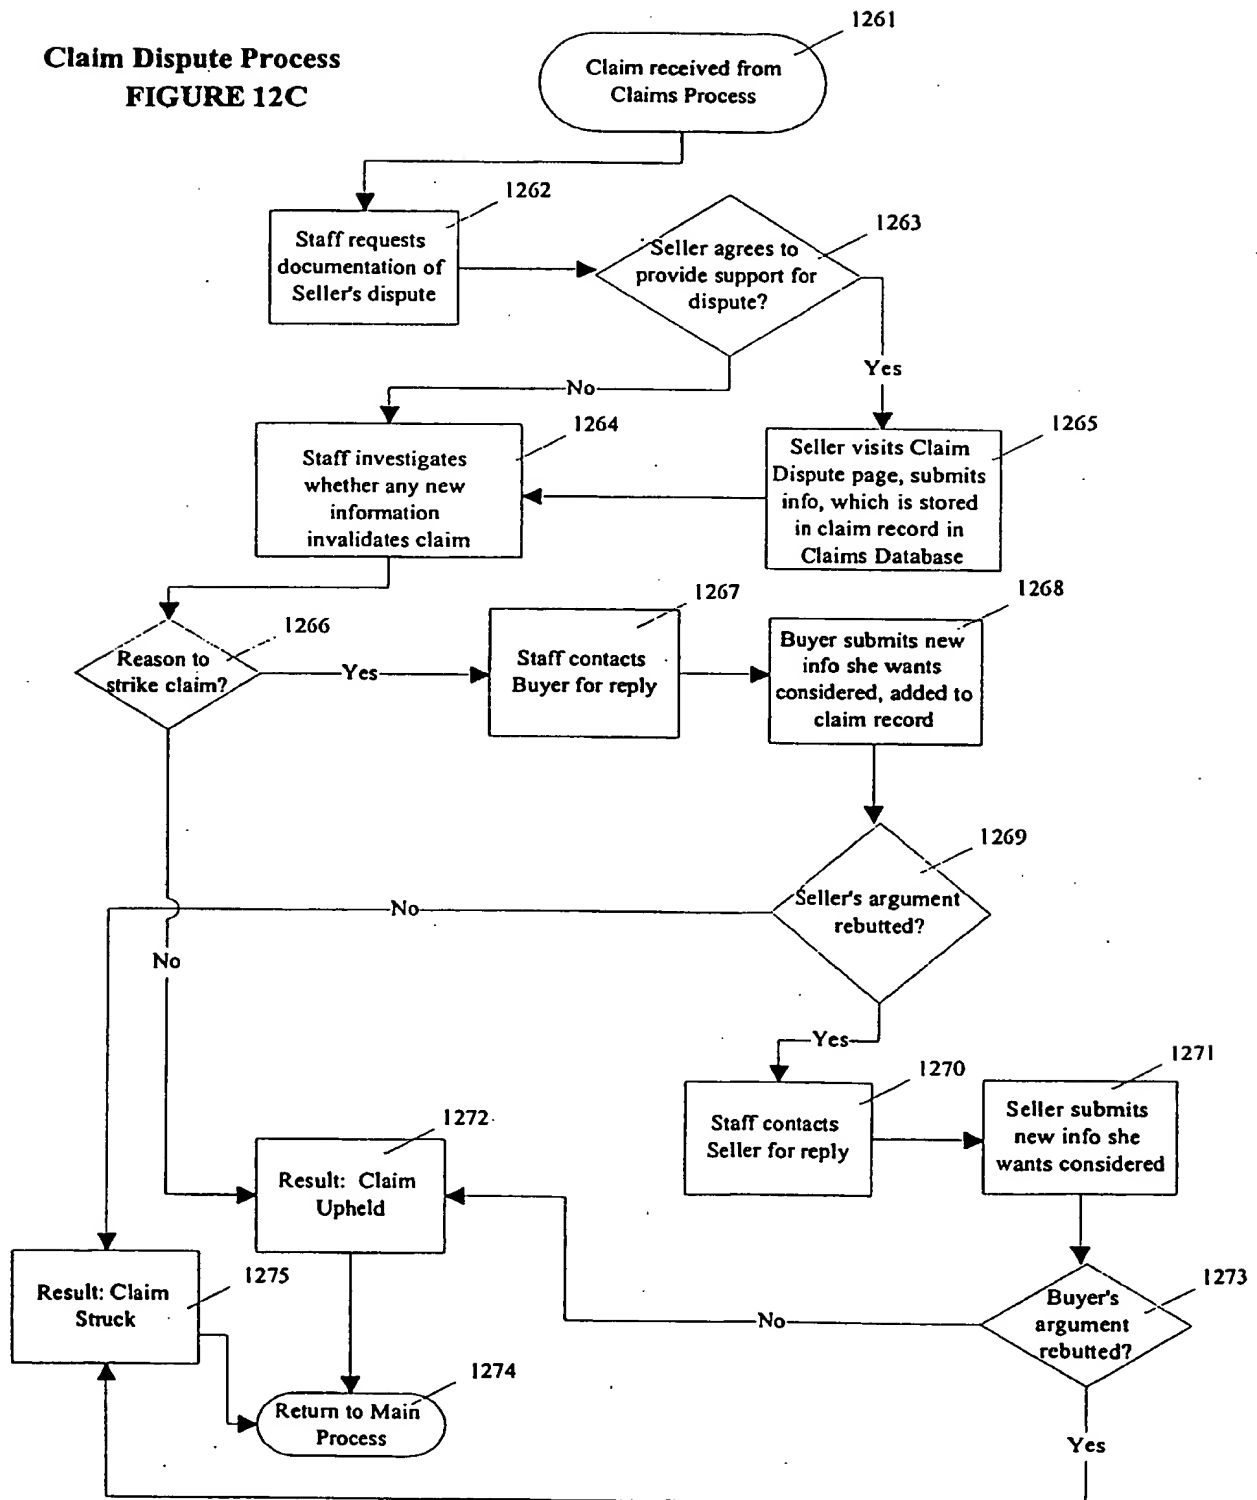 1261
Claim Dispute Process
FIGURE 12C
Claim received from
Claims Process
1262
Staff requests
documentation of
Seller's dispute
1263
Seller agrees to
provide support for
dispute?
No
Yes
1264
Staff investigates
whether any new
information
invalidates claim
1265
Seller visits Claim
Dispute page, submits
info, which is stored
in claim record in
Claims Database
1266
Reason to
strike claim?
Yes
1267
Staff contacts
Buyer for reply
1268
Buyer submits new
info she wants
considered, added to
claim record
1269
Seller's argument
rebutted?
No
No
Yes
1270
Staff contacts
Seller for reply
1271
Seller submits
new info she
wants considered
1272
Result: Claim
Upheld
1275
Result: Claim
Struck
1273
Buyer's
argument
rebutted?
No
1274
Return to Main
Process
Yes